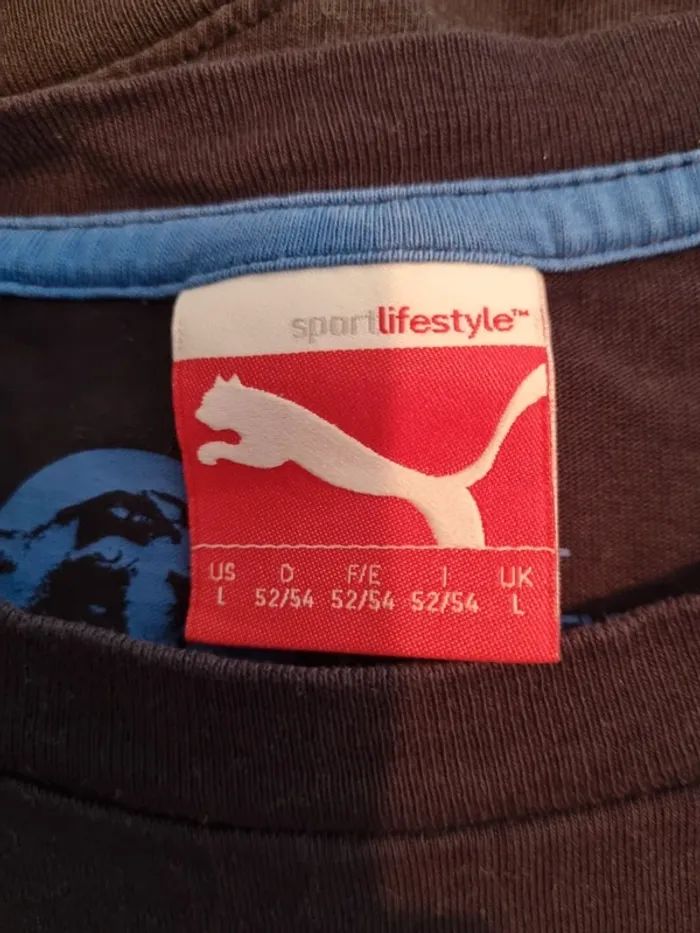 sportlifestyle™
US D F/E I UK
L 52/54 52/54 52/54 L